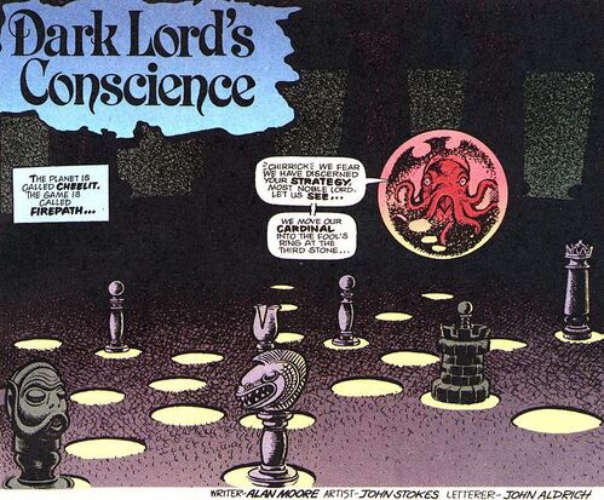 Dark Lord's
Conscience
THE PLANET IS
CALLED CHEELIT.
THE GAME IS
CALLED
FIREPATH...
"CHIRRICK!" WE FEAR
WE HAVE DISCERNED
YOUR STRATEGY,
MOST NOBLE LORD.
LET US SEE...
WE MOVE OUR
CARDINAL
INTO THE FOOL'S
RING AT THE
THIRD STONE...
WRITER-ALAN MOORE ARTIST-JOHN STOKES LETTERER-JOHN ALDRICH